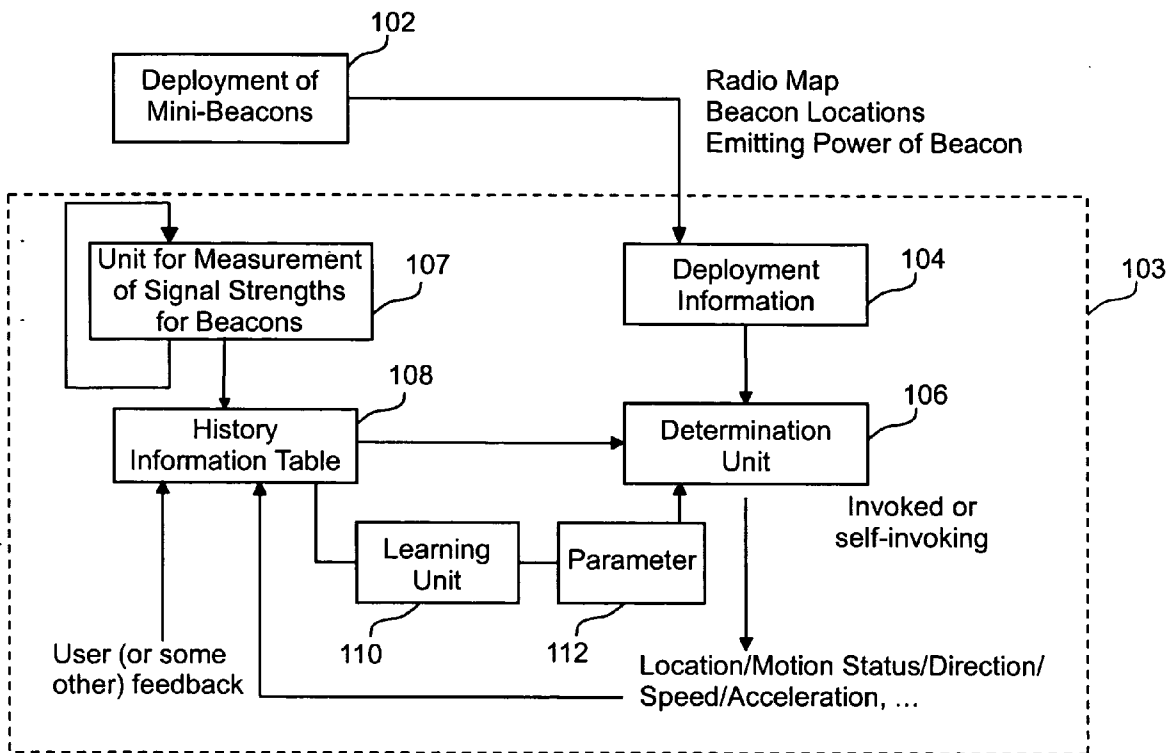 102
Deployment of
Mini-Beacons
Radio Map
Beacon Locations
Emitting Power of Beacon
Unit for Measurement
of Signal Strengths
for Beacons
107
Deployment
Information
104
103
History
Information Table
108
Determination
Unit
106
Invoked or
self-invoking
Learning
Unit
110
Parameter
112
User (or some
other) feedback
Location/Motion Status/Direction/
Speed/Acceleration, ...